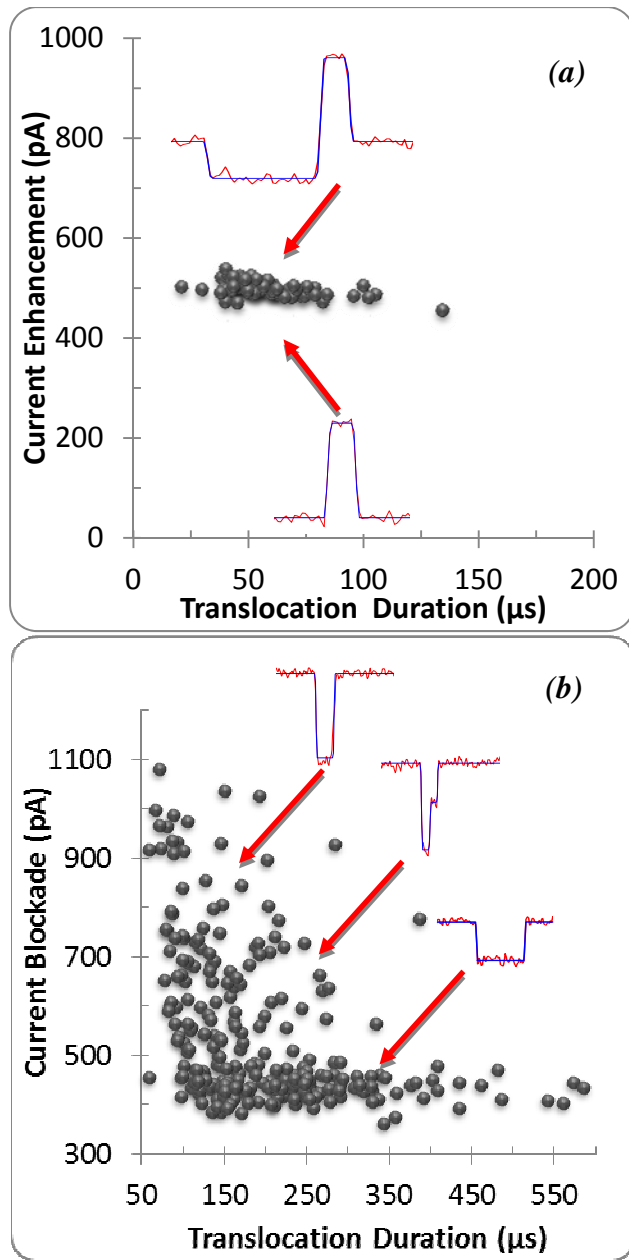 (a)
Current Enhancement (pA)
1000
800
600
400
200
0
0 50 100 150 200
Translocation Duration (µs)
(b)
Current Blockade (pA)
1100
900
700
500
300
50 150 250 350 450 550
Translocation Duration (µs)